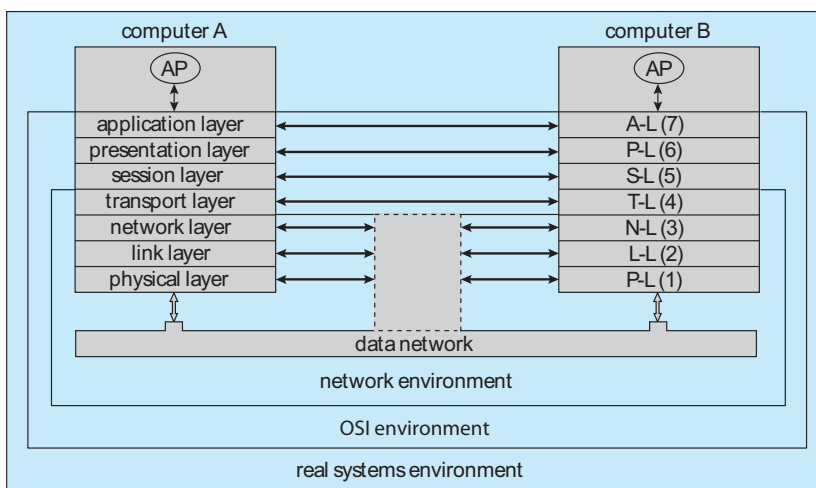 computer A
computer B
AP
AP
application layer
A-L (7)
presentation layer
P-L (6)
session layer
S-L (5)
transport layer
T-L (4)
network layer
N-L (3)
link layer
L-L (2)
physical layer
P-L (1)
data network
network environment
OSI environment
real systems environment